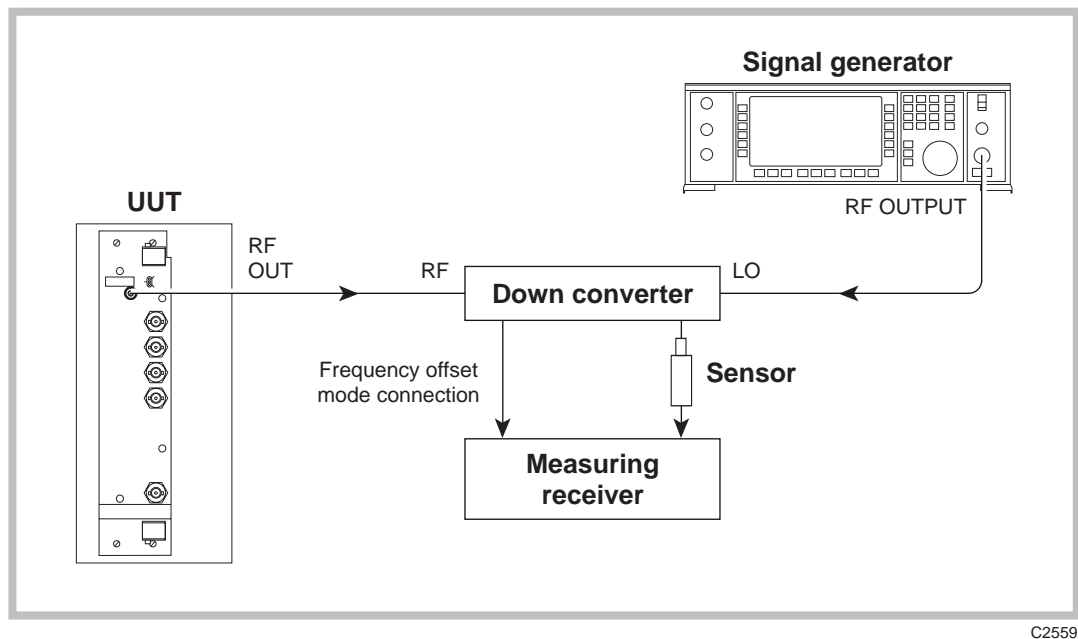 Signal generator
RF OUTPUT
UUT
RF
OUT
RF
Down converter
LO
Frequency offset
mode connection
Sensor
Measuring
receiver
C2559